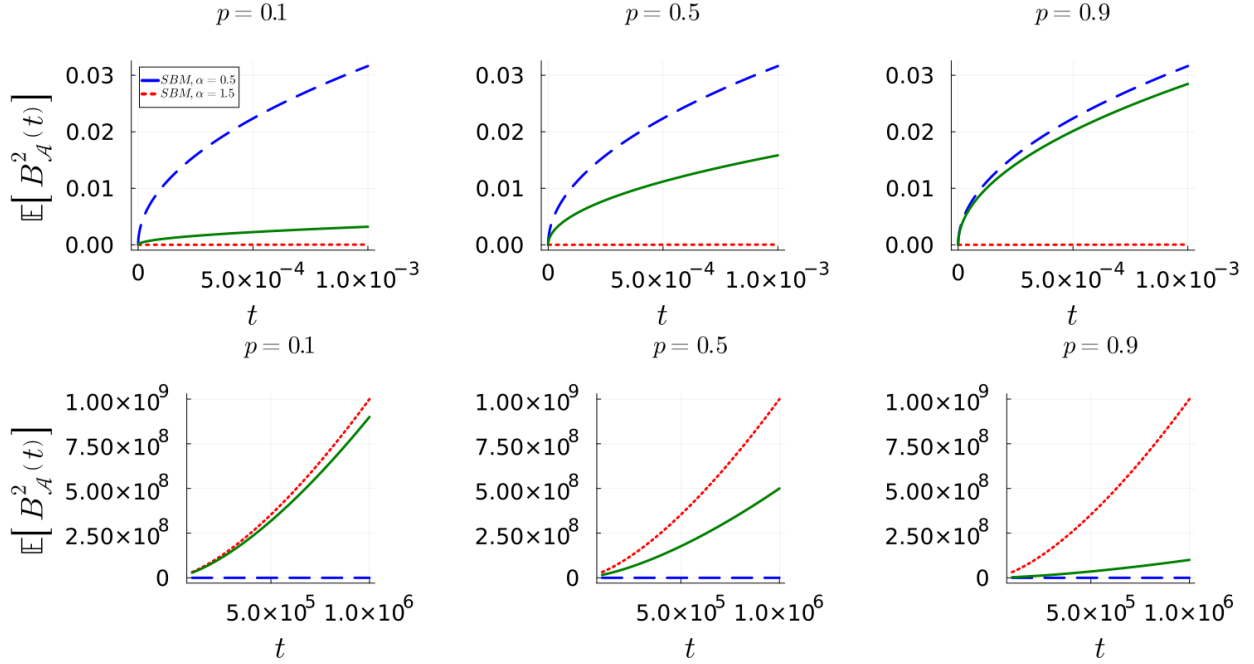 p = 0.1
p = 0.5
p = 0.9
𝔼[B²_𝒜(t)]
0.03
0.02
0.01
0.00
SBM, α = 0.5
SBM, α = 1.5
0 5.0×10⁻⁴ 1.0×10⁻³
t
0.03
0.02
0.01
0.00
0 5.0×10⁻⁴ 1.0×10⁻³
t
0.03
0.02
0.01
0.00
0 5.0×10⁻⁴ 1.0×10⁻³
t
p = 0.1
p = 0.5
p = 0.9
𝔼[B²_𝒜(t)]
1.00×10⁹
7.50×10⁸
5.00×10⁸
2.50×10⁸
0
5.0×10⁵ 1.0×10⁶
t
1.00×10⁹
7.50×10⁸
5.00×10⁸
2.50×10⁸
0
5.0×10⁵ 1.0×10⁶
t
1.00×10⁹
7.50×10⁸
5.00×10⁸
2.50×10⁸
0
5.0×10⁵ 1.0×10⁶
t